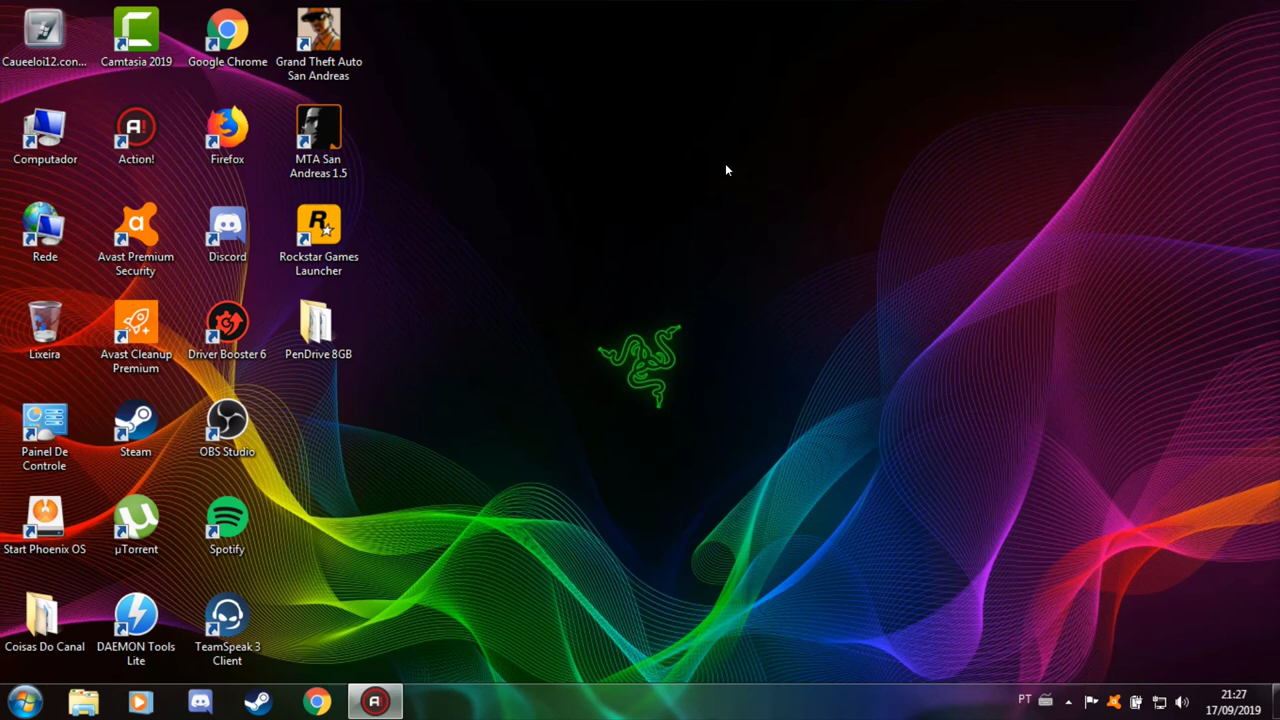 Caueeloi12.con...
Camtasia 2019
Google Chrome
Grand Theft Auto
San Andreas
Computador
Action!
Firefox
MTA San
Andreas 1.5
Rede
Avast Premium
Security
Discord
Rockstar Games
Launcher
Lixeira
Avast Cleanup
Premium
Driver Booster 6
PenDrive 8GB
Painel De
Controle
Steam
OBS Studio
Start Phoenix OS
µTorrent
Spotify
Coisas Do Canal
DAEMON Tools
Lite
TeamSpeak 3
Client
PT
21:27
17/09/2019